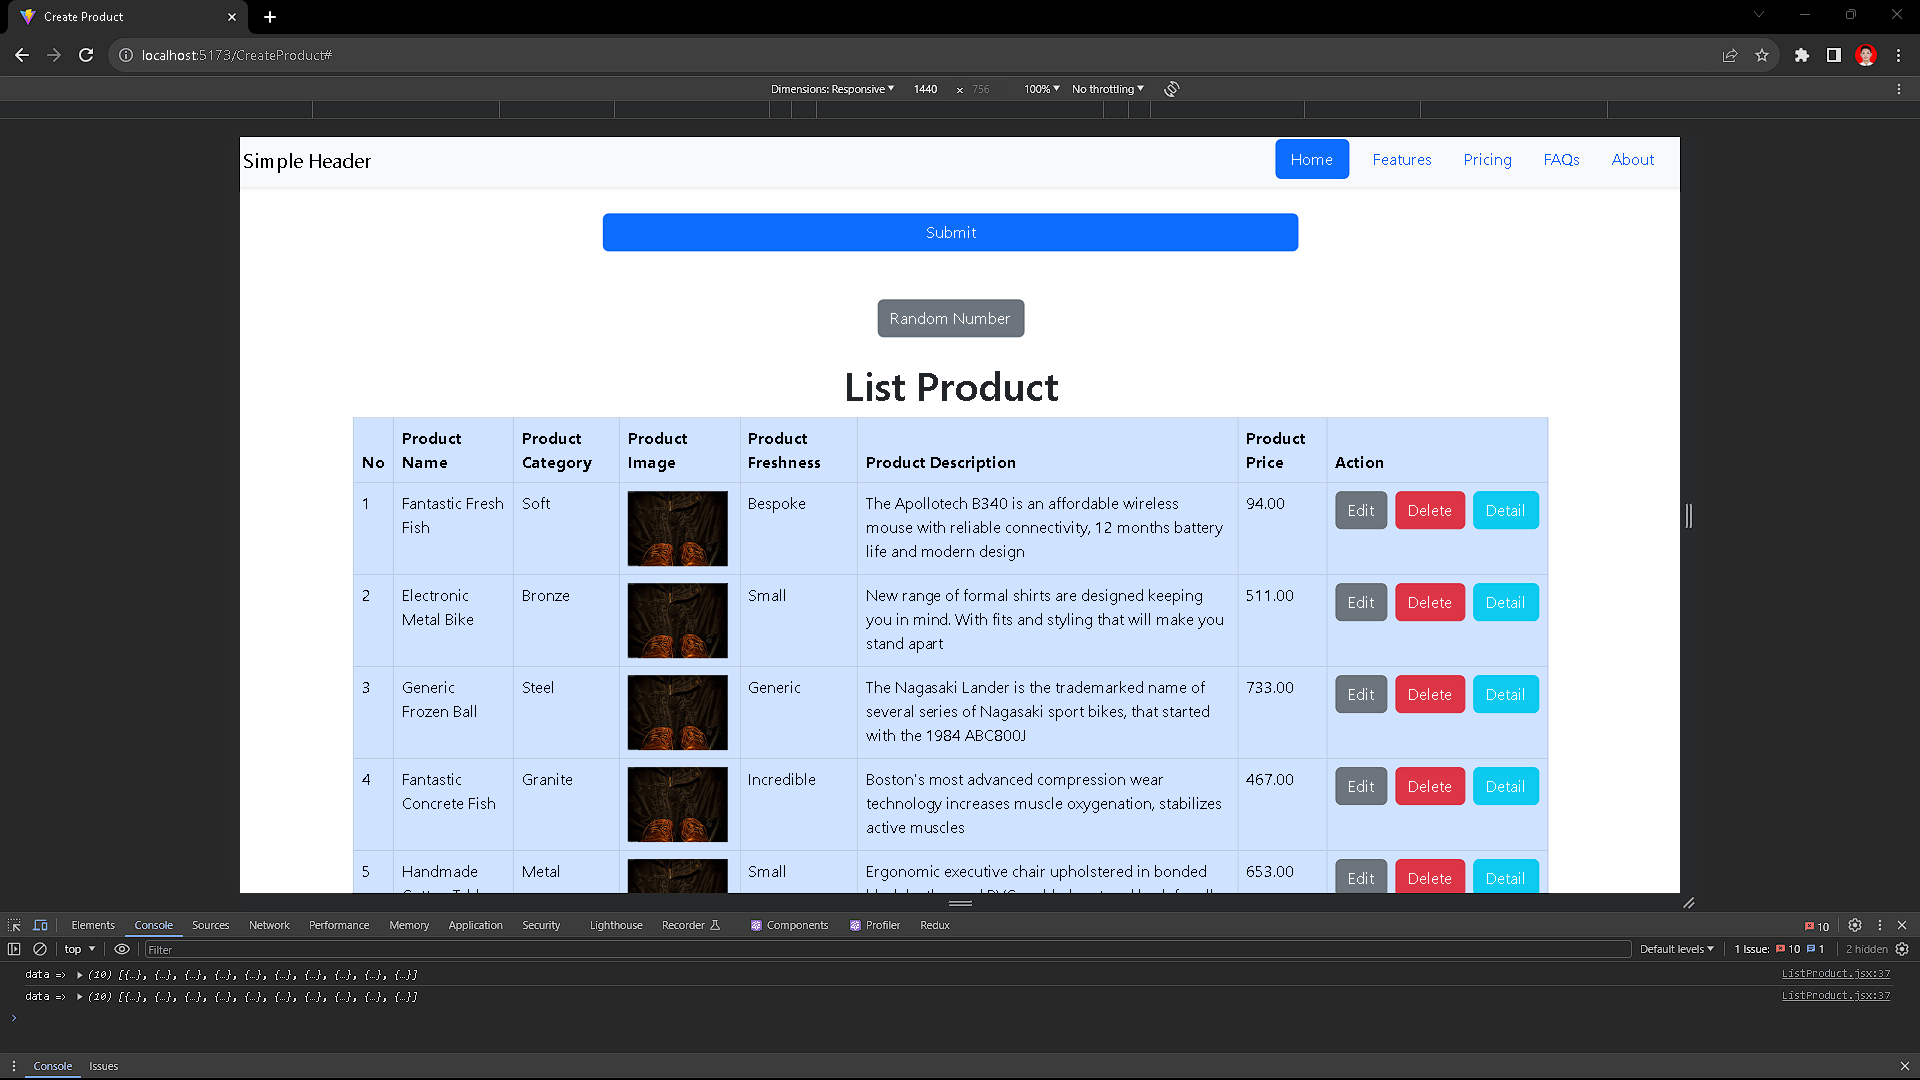 Create Product
localhost:5173/CreateProduct#
Dimensions: Responsive 1440 × 756 100% No throttling
Simple Header Home Features Pricing FAQs About
Submit
Random Number
List Product
No Product Name Product Category Product Image Product Freshness Product Description Product Price Action
1 Fantastic Fresh Fish Soft Bespoke The Apollotech B340 is an affordable wireless
mouse with reliable connectivity, 12 months battery
life and modern design 94.00 Edit Delete Detail
2 Electronic Metal Bike Bronze Small New range of formal shirts are designed keeping
you in mind. With fits and styling that will make you
stand apart 511.00 Edit Delete Detail
3 Generic Frozen Ball Steel Generic The Nagasaki Lander is the trademarked name of
several series of Nagasaki sport bikes, that started
with the 1984 ABC800J 733.00 Edit Delete Detail
4 Fantastic Concrete Fish Granite Incredible Boston's most advanced compression wear
technology increases muscle oxygenation, stabilizes
active muscles 467.00 Edit Delete Detail
5 Handmade Metal Small Ergonomic executive chair upholstered in bonded 653.00 Edit Delete Detail
Elements Console Sources Network Performance Memory Application Security Lighthouse Recorder Components Profiler Redux 10
top Filter Default levels 1 Issue: 10 1 2 hidden
data => (10) [{…}, {…}, {…}, {…}, {…}, {…}, {…}, {…}, {…}, {…}] ListProduct.jsx:37
data => (10) [{…}, {…}, {…}, {…}, {…}, {…}, {…}, {…}, {…}, {…}] ListProduct.jsx:37
Console Issues